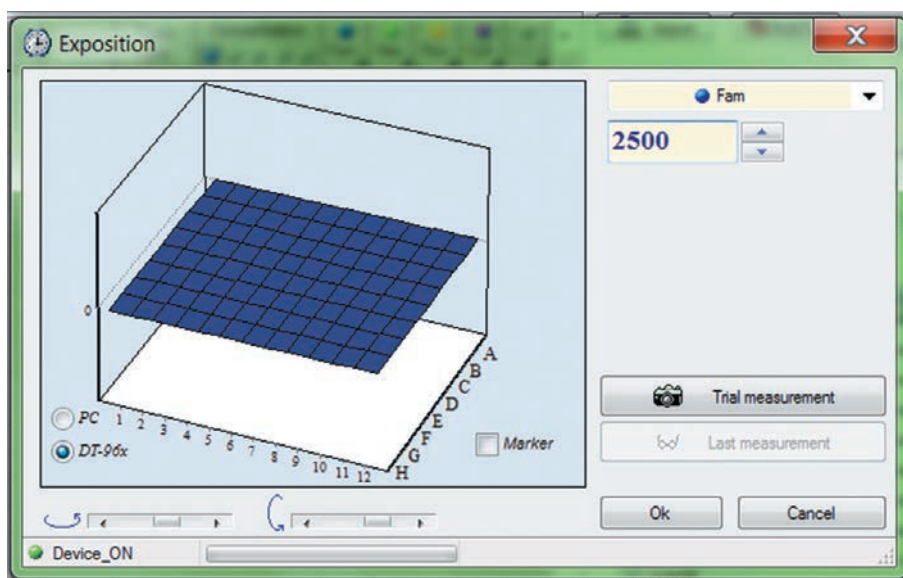 Exposition
Fam
2500
0
A
B
C
D
E
F
G
H
1 2 3 4 5 6 7 8 9 10 11 12
PC
DT-96x
Marker
Trial measurement
Last measurement
Ok
Cancel
Device_ON